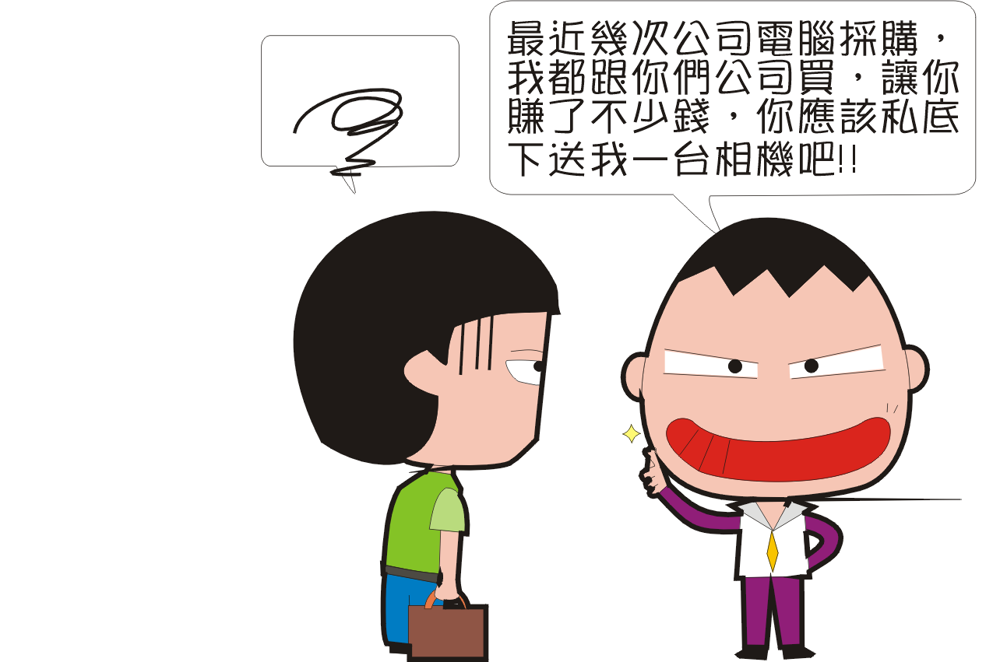 最近幾次公司電腦採購，
我都跟你們公司買，讓你
賺了不少錢，你應該私底
下送我一台相機吧!!